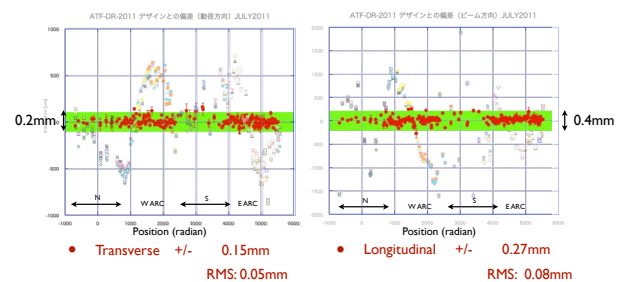 ATF-DR-2011 デザインとの偏差（動径方向）JULY2011
1000
500
0
-500
-1000
0.2mm
N
W ARC
S
E ARC
-1000 0 1000 2000 3000 4000 5000 6000
Position (radian)
● Transverse +/- 0.15mm
RMS: 0.05mm
ATF-DR-2011 デザインとの偏差（ビーム方向）JULY2011
2000
1500
1000
500
0
-500
-1000
-1500
-2000
0.4mm
N
W ARC
S
E ARC
-1000 0 1000 2000 3000 4000 5000 6000
Position (radian)
● Longitudinal +/- 0.27mm
RMS: 0.08mm